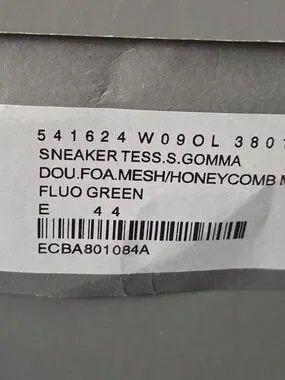 541624 W09OL 380
SNEAKER TESS.S.GOMMA
DOU.FOA.MESH/HONEYCOMB
FLUO GREEN
E 44
ECBA801084A